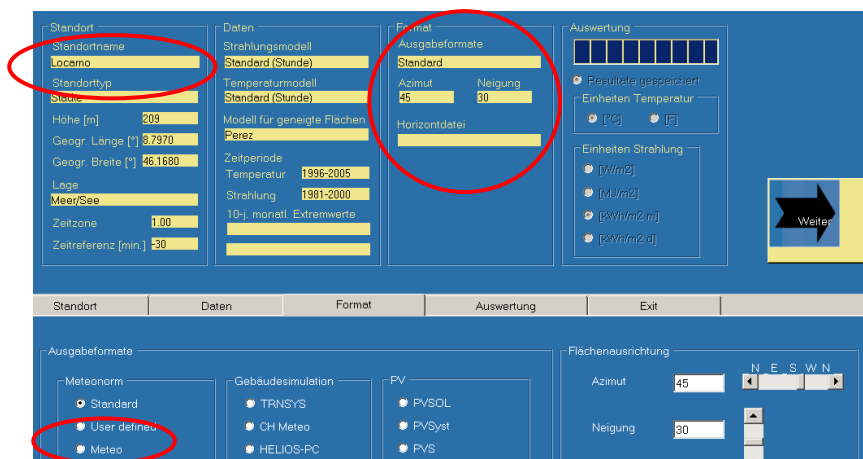 Standort
Standortname
Locarno
Standorttyp
Städte
Höhe [m] 209
Geogr. Länge [°] 8.7970
Geogr. Breite [°] 46.1680
Lage
Meer/See
Zeitzone 1.00
Zeitreferenz [min.] -30
Daten
Strahlungsmodell
Standard (Stunde)
Temperaturmodell
Standard (Stunde)
Modell für geneigte Flächen
Perez
Zeitperiode
Temperatur 1996-2005
Strahlung 1981-2000
10-j. monatl. Extremwerte
Format
Ausgabeformate
Standard
Azimut Neigung
45 30
Horizontdatei
Auswertung
Resultate gespeichert
Einheiten Temperatur
[°C] [F]
Einheiten Strahlung
[W/m2]
[MJ/m2]
[kWh/m2 m]
[kWh/m2 d]
Weiter
Standort Daten Format Auswertung Exit
Ausgabeformate
Meteonorm
Standard
User defined
Meteo
Gebäudesimulation
TRNSYS
CH Meteo
HELIOS-PC
PV
PVSOL
PVSyst
PVS
Flächenausrichtung
N E S W N
Azimut 45
Neigung 30